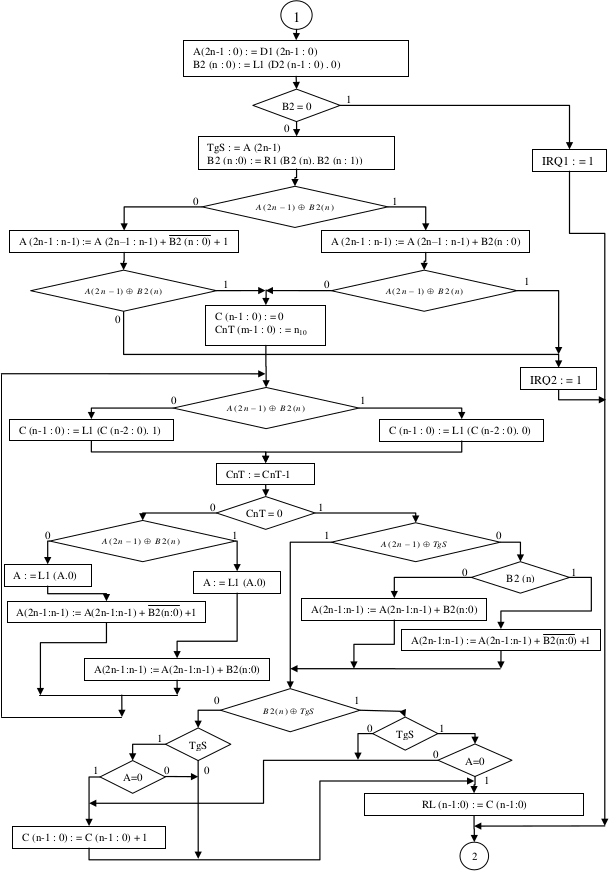 1
A(2n-1 : 0) : = D1 (2n-1 : 0)
B2 (n : 0) : = L1 (D2 (n-1 : 0) . 0)
B2 = 0
1
0
TgS : = A (2n-1)
B2 (n :0) : = R1 (B2 (n). B2 (n : 1))
IRQ1 : = 1
A(2n−1) ⊕ B2(n)
0
1
A (2n-1 : n-1) := A (2n–1 : n-1) + B2 (n : 0) + 1
A (2n-1 : n-1) := A (2n–1 : n-1) + B2(n : 0)
A(2n−1) ⊕ B2(n)
1
0
A(2n−1) ⊕ B2(n)
0
1
C (n-1 : 0) : = 0
CnT (m-1 : 0) : = n10
IRQ2 : = 1
A(2n−1) ⊕ B2(n)
0
1
C (n-1 : 0) : = L1 (C (n-2 : 0). 1)
C (n-1 : 0) : = L1 (C (n-2 : 0). 0)
CnT : = CnT-1
CnT = 0
0
1
A(2n−1) ⊕ B2(n)
0
1
A(2n−1) ⊕ TgS
1
0
A : = L1 (A.0)
A : = L1 (A.0)
B2 (n)
0
1
A(2n-1:n-1) := A(2n-1:n-1) + B2(n:0) +1
A(2n-1:n-1) := A(2n-1:n-1) + B2(n:0)
A(2n-1:n-1) := A(2n-1:n-1) + B2(n:0) +1
A(2n-1:n-1) := A(2n-1:n-1) + B2(n:0)
B2(n) ⊕ TgS
0
1
TgS
1
0
TgS
0
1
A=0
1
0
A=0
0
1
RL (n-1:0) : = C (n-1:0)
C (n-1 : 0) : = C (n-1 : 0) + 1
2